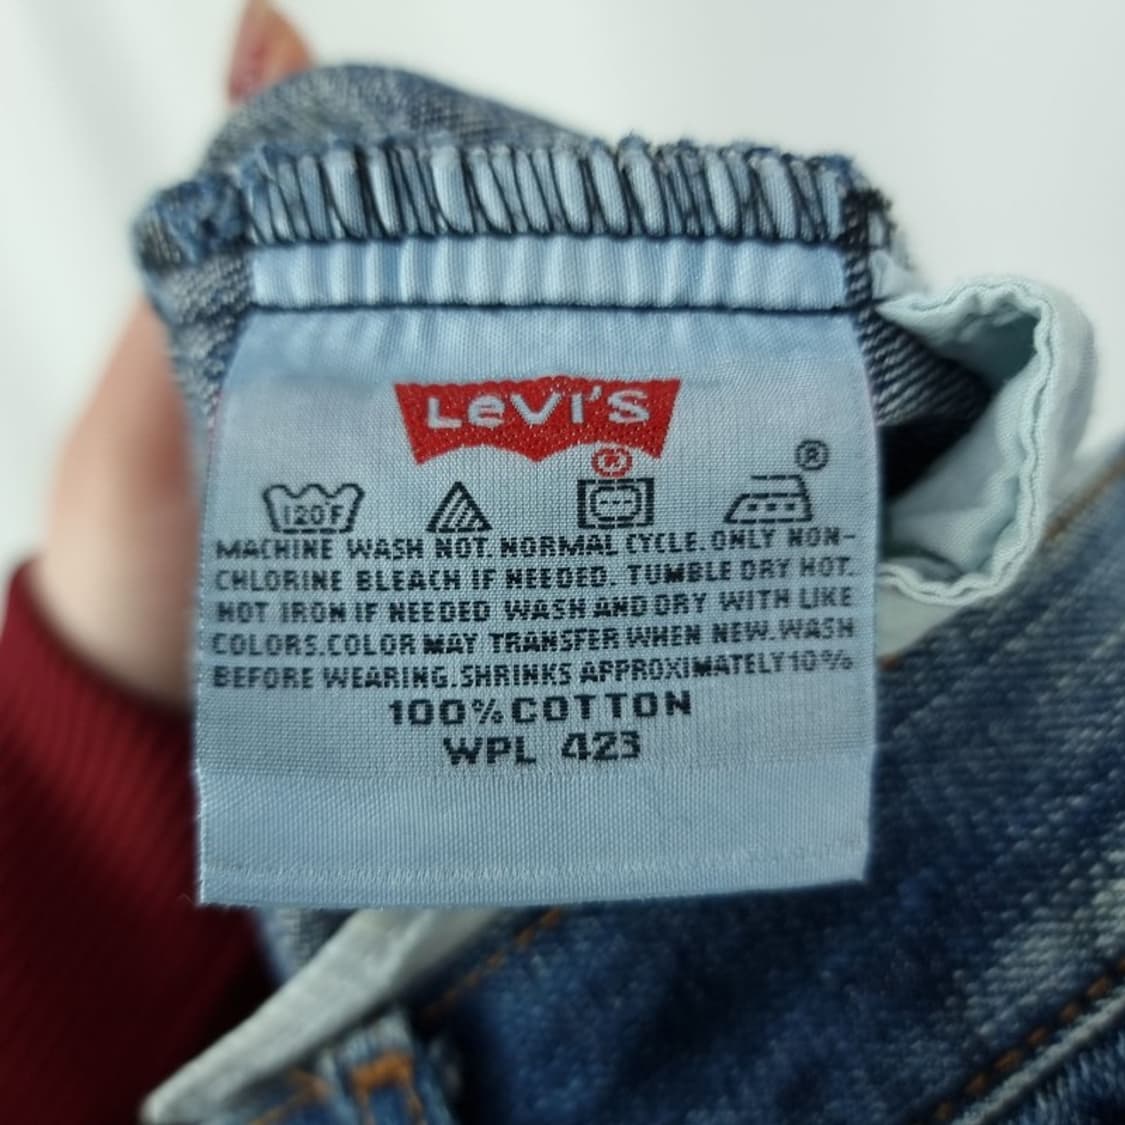 LeVI'S
®
®
120°F
MACHINE WASH NOT. NORMAL CYCLE. ONLY NON-
CHLORINE BLEACH IF NEEDED. TUMBLE DRY HOT.
HOT IRON IF NEEDED WASH AND DRY WITH LIKE
COLORS. COLOR MAY TRANSFER WHEN NEW. WASH
BEFORE WEARING. SHRINKS APPROXIMATELY 10%
100% COTTON
WPL 423